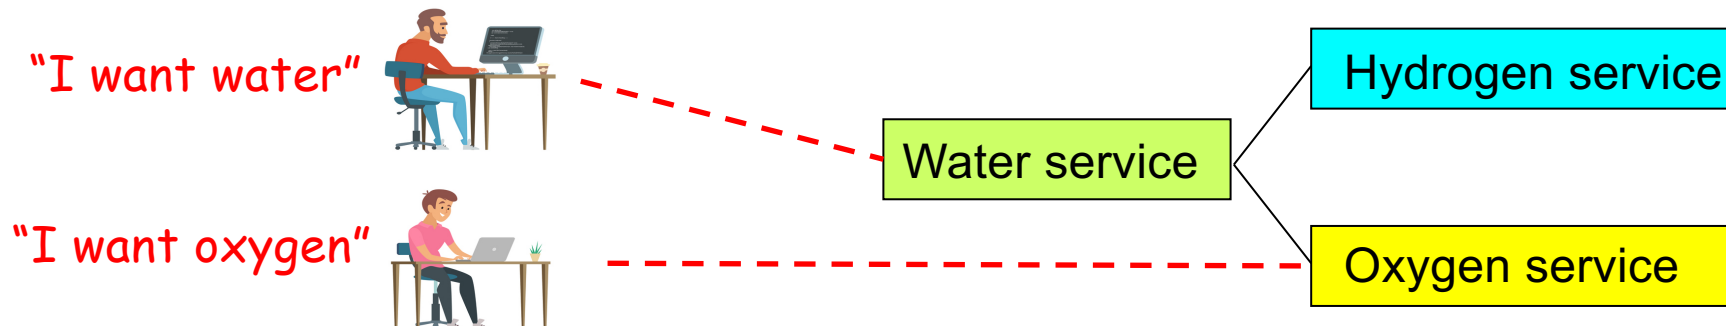 “I want water”
Hydrogen service
Water service
“I want oxygen”
Oxygen service